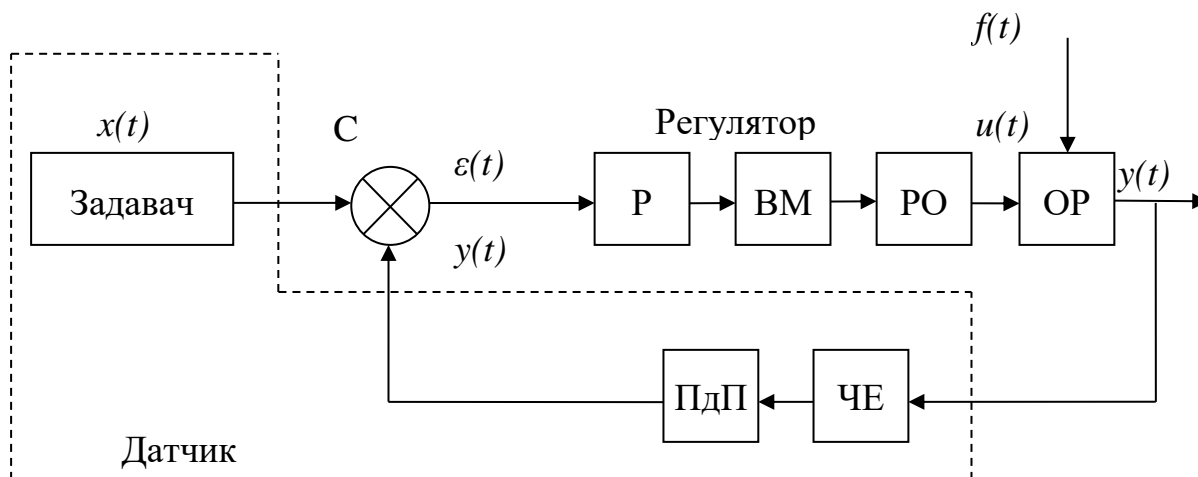 f(t)
x(t)
С
Регулятор
u(t)
Задавач
ε(t)
Р
ВМ
РО
ОР
y(t)
y(t)
ПдП
ЧЕ
Датчик